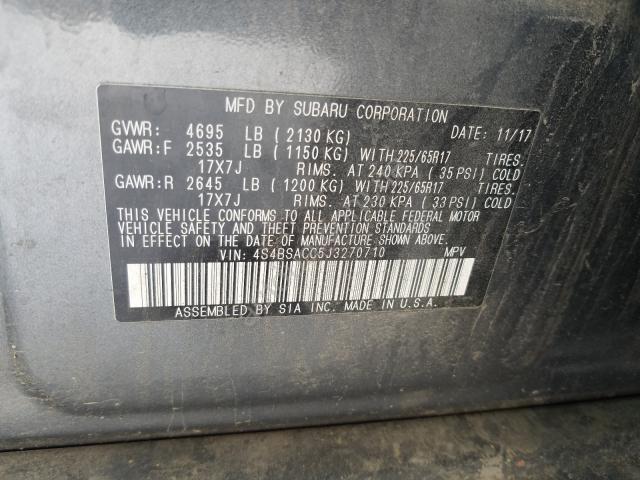 MFD BY SUBARU CORPORATION
GVWR: 4695 LB ( 2130 KG) DATE: 11/17
GAWR:F 2535 LB ( 1150 KG) WITH 225/65R17 TIRES.
17X7J RIMS. AT 240 KPA ( 35 PSI) COLD
GAWR:R 2645 LB ( 1200 KG) WITH 225/65R17 TIRES.
17X7J RIMS. AT 230 KPA ( 33 PSI) COLD
THIS VEHICLE CONFORMS TO ALL APPLICABLE FEDERAL MOTOR
VEHICLE SAFETY AND THEFT PREVENTION STANDARDS
IN EFFECT ON THE DATE OF MANUFACTURE SHOWN ABOVE.
VIN: 4S4BSACC5J3270710 MPV
ASSEMBLED BY SIA INC. MADE IN U.S.A.